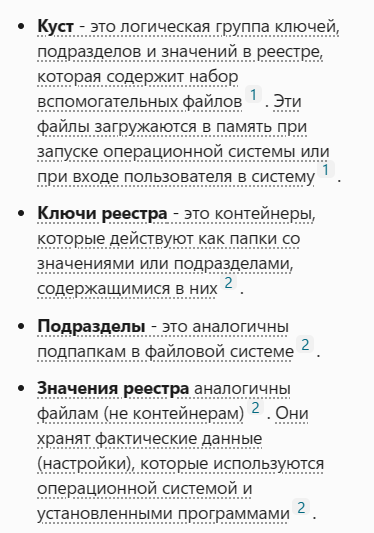 • Куст - это логическая группа ключей,
подразделов и значений в реестре,
которая содержит набор
вспомогательных файлов 1 . Эти
файлы загружаются в память при
запуске операционной системы или
при входе пользователя в систему 1 .
• Ключи реестра - это контейнеры,
которые действуют как папки со
значениями или подразделами,
содержащимися в них 2 .
• Подразделы - это аналогичны
подпапкам в файловой системе 2 .
• Значения реестра аналогичны
файлам (не контейнерам) 2 . Они
хранят фактические данные
(настройки), которые используются
операционной системой и
установленными программами 2 .